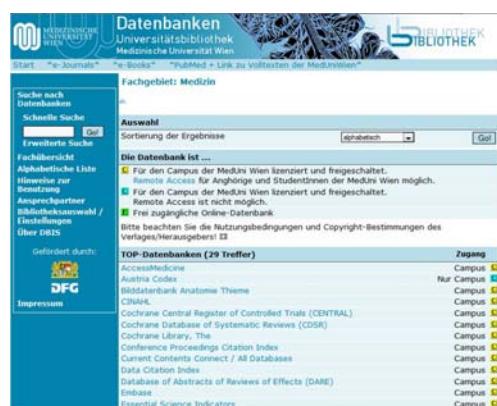 MEDIZINISCHE
UNIVERSITÄT
WIEN
Datenbanken
Universitätsbibliothek
Medizinische Universität Wien
BIBLIOTHEK
Start *e-Journals* *e-Books* *PubMed + Link zu Volltexten der MedUniWien*
Suche nach
Datenbanken
Schnelle Suche
Go!
Erweiterte Suche
Fachübersicht
Alphabetische Liste
Hinweise zur
Benutzung
Ansprechpartner
Bibliotheksauswahl /
Einstellungen
Über DBIS
Gefördert durch:
DFG
Impressum
Fachgebiet: Medizin
Auswahl
Sortierung der Ergebnisse alphabetisch Go!
Die Datenbank ist ...
Für den Campus der MedUni Wien lizenziert und freigeschaltet.
Remote Access für Anghörige und StudentInnen der MedUni Wien möglich.
Für den Campus der MedUni Wien lizenziert und freigeschaltet.
Remote Access ist nicht möglich.
Frei zugängliche Online-Datenbank
Bitte beachten Sie die Nutzungsbedingungen und Copyright-Bestimmungen des
Verlages/Herausgebers!
TOP-Datenbanken (29 Treffer) Zugang
AccessMedicine Campus
Austria Codex Nur Campus
Bilddatenbank Anatomie Thieme Campus
CINAHL Campus
Cochrane Central Register of Controlled Trials (CENTRAL) Campus
Cochrane Database of Systematic Reviews (CDSR) Campus
Cochrane Library, The Campus
Conference Proceedings Citation Index Campus
Current Contents Connect / All Databases Campus
Data Citation Index Campus
Database of Abstracts of Reviews of Effects (DARE) Campus
Embase Campus
Essential Science Indicators Campus